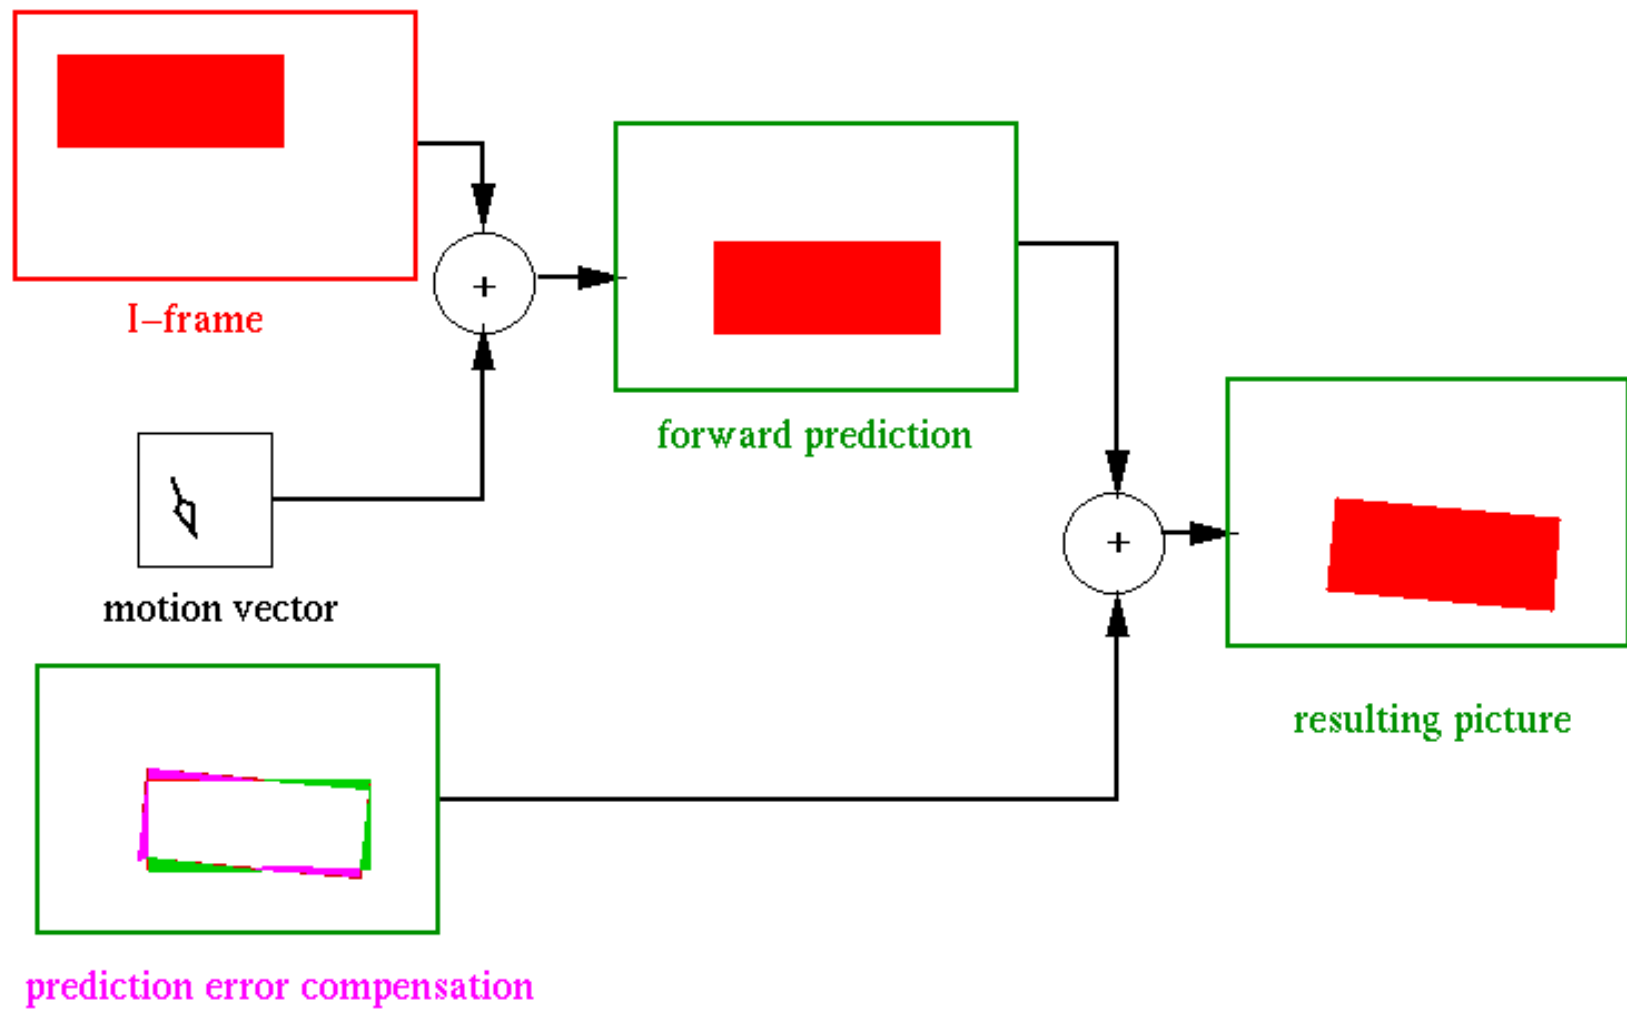 I–frame
+
forward prediction
motion vector
+
resulting picture
prediction error compensation